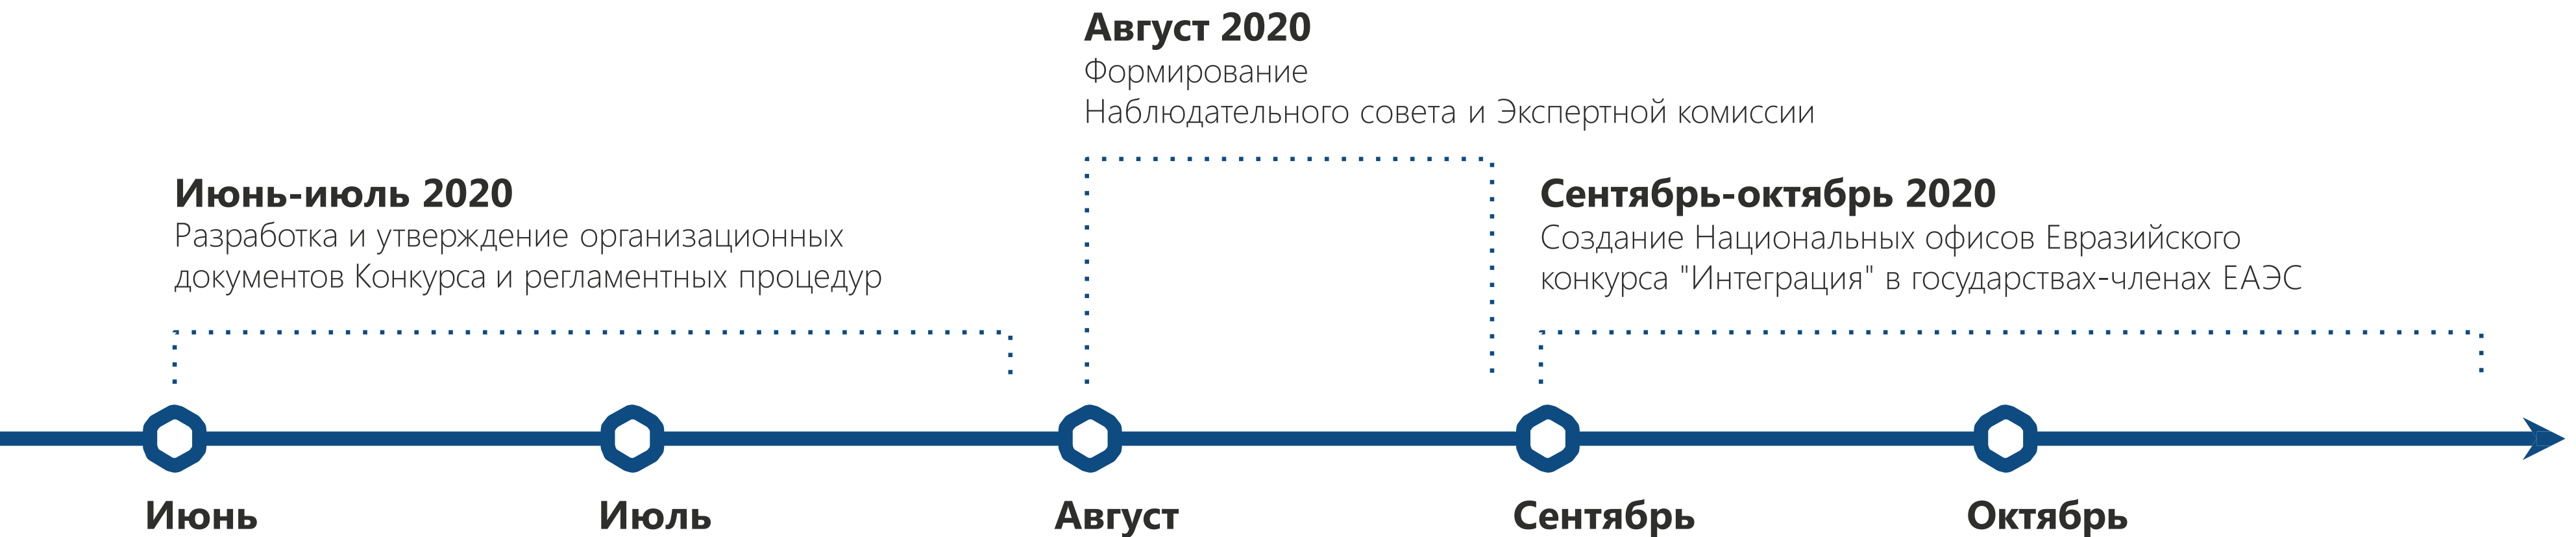 Август 2020
Формирование
Наблюдательного совета и Экспертной комиссии
Июнь-июль 2020
Разработка и утверждение организационных
документов Конкурса и регламентных процедур
Сентябрь-октябрь 2020
Создание Национальных офисов Евразийского
конкурса "Интеграция" в государствах-членах ЕАЭС
Июнь
Июль
Август
Сентябрь
Октябрь